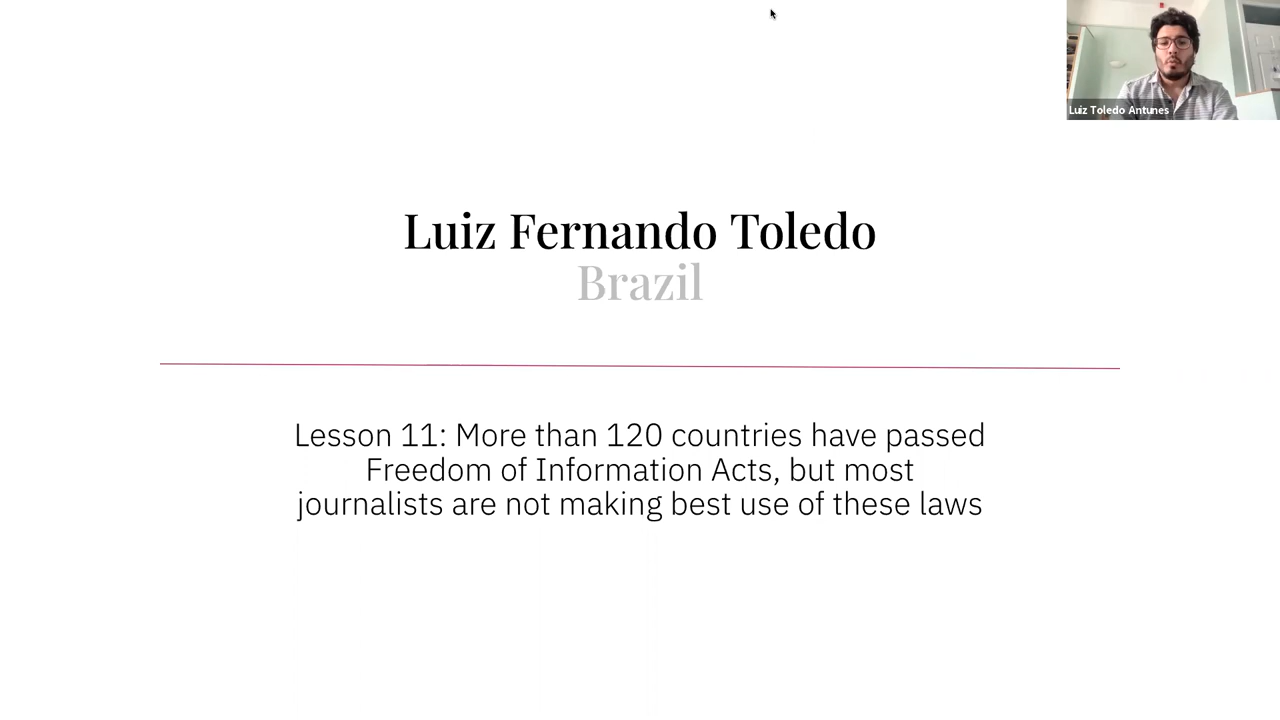 Luiz Toledo Antunes
Luiz Fernando Toledo
Brazil
Lesson 11: More than 120 countries have passed
Freedom of Information Acts, but most
journalists are not making best use of these laws